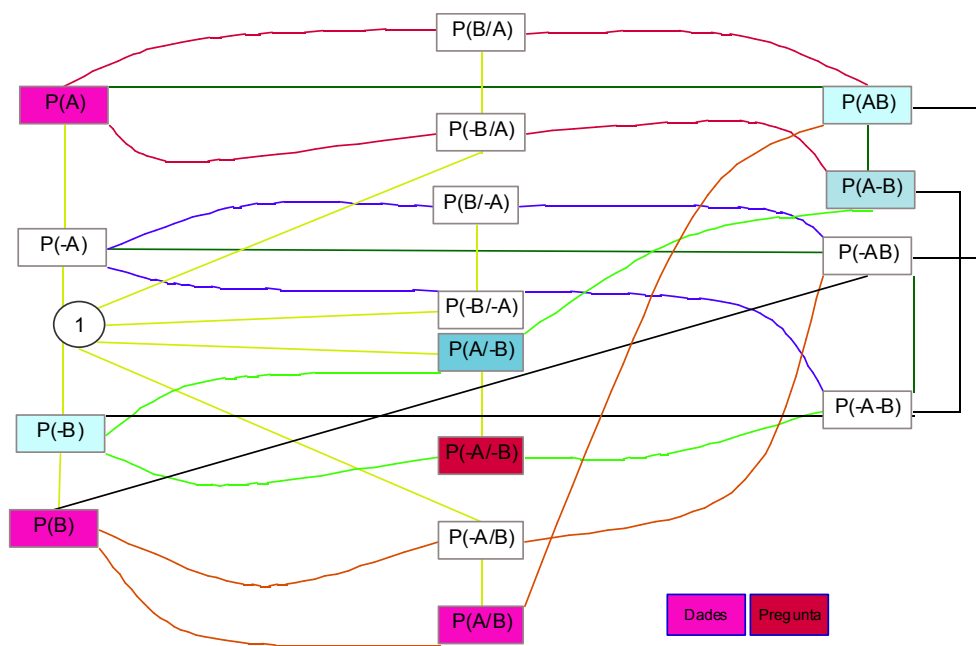 P(B/A)
P(A)
P(AB)
P(-B/A)
P(A-B)
P(B/-A)
P(-A)
P(-AB)
P(-B/-A)
1
P(A/-B)
P(-A-B)
P(-B)
P(-A/-B)
P(B)
P(-A/B)
P(A/B)
Dades
Pregunta